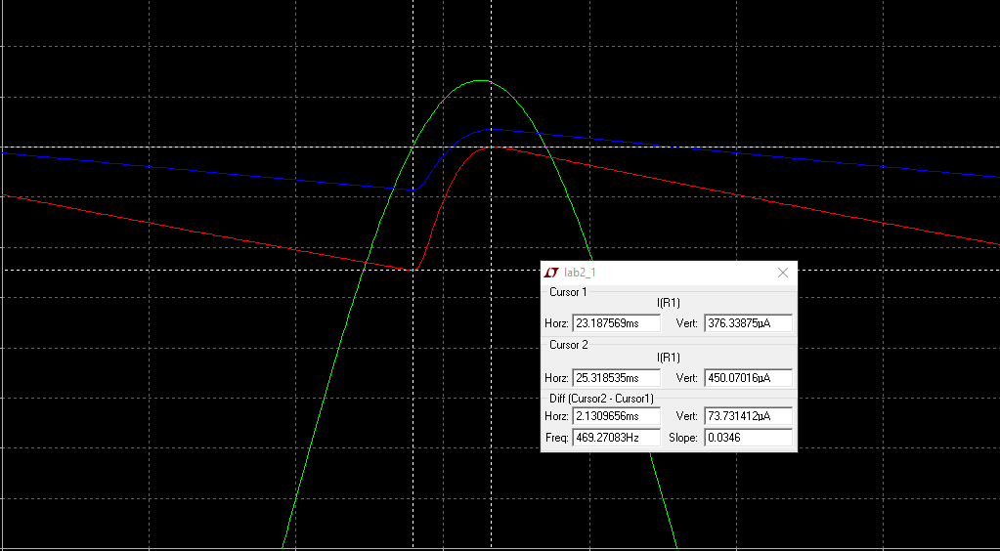 lab2_1
Cursor 1
I(R1)
Horz: 23.187569ms Vert: 376.33875µA
Cursor 2
I(R1)
Horz: 25.318535ms Vert: 450.07016µA
Diff (Cursor2 - Cursor1)
Horz: 2.1309656ms Vert: 73.731412µA
Freq: 469.27083Hz Slope: 0.0346